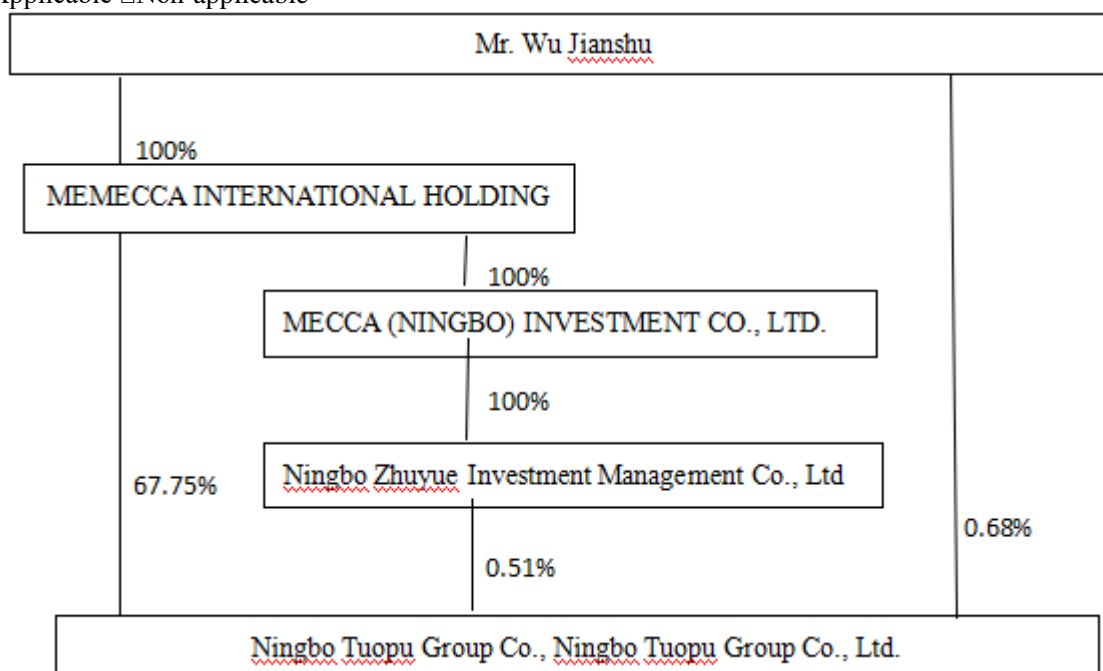 Applicable □Non-applicable
Mr. Wu Jianshu
100%
MEMECCA INTERNATIONAL HOLDING
100%
MECCA (NINGBO) INVESTMENT CO., LTD.
100%
Ningbo Zhuyue Investment Management Co., Ltd
67.75%
0.68%
0.51%
Ningbo Tuopu Group Co., Ningbo Tuopu Group Co., Ltd.